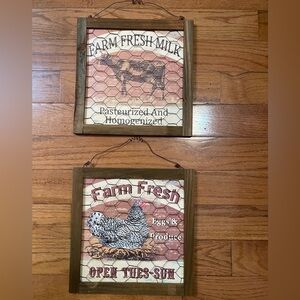 FARM FRESH MILK
Pasteurized And
Homogenized
Farm Fresh
Eggs &
Produce
OPEN TUES-SUN